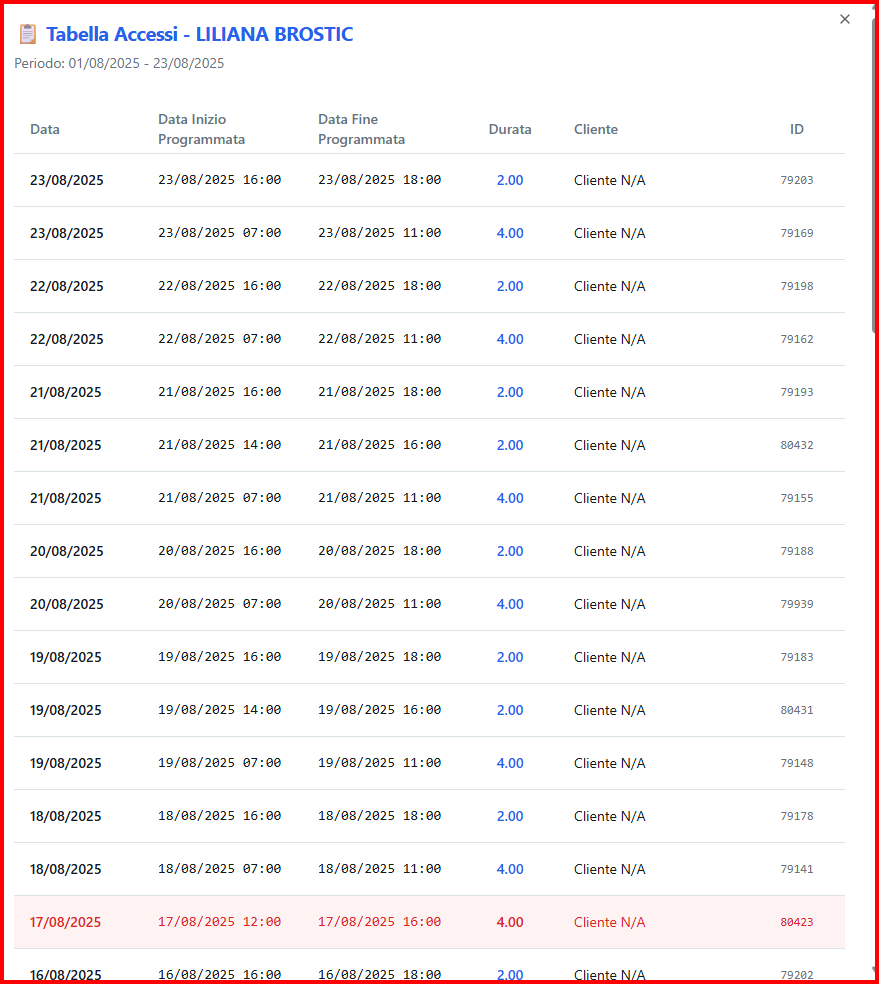 Tabella Accessi - LILIANA BROSTIC
Periodo: 01/08/2025 - 23/08/2025
Data Data Inizio Programmata Data Fine Programmata Durata Cliente ID
23/08/2025 23/08/2025 16:00 23/08/2025 18:00 2.00 Cliente N/A 79203
23/08/2025 23/08/2025 07:00 23/08/2025 11:00 4.00 Cliente N/A 79169
22/08/2025 22/08/2025 16:00 22/08/2025 18:00 2.00 Cliente N/A 79198
22/08/2025 22/08/2025 07:00 22/08/2025 11:00 4.00 Cliente N/A 79162
21/08/2025 21/08/2025 16:00 21/08/2025 18:00 2.00 Cliente N/A 79193
21/08/2025 21/08/2025 14:00 21/08/2025 16:00 2.00 Cliente N/A 80432
21/08/2025 21/08/2025 07:00 21/08/2025 11:00 4.00 Cliente N/A 79155
20/08/2025 20/08/2025 16:00 20/08/2025 18:00 2.00 Cliente N/A 79188
20/08/2025 20/08/2025 07:00 20/08/2025 11:00 4.00 Cliente N/A 79939
19/08/2025 19/08/2025 16:00 19/08/2025 18:00 2.00 Cliente N/A 79183
19/08/2025 19/08/2025 14:00 19/08/2025 16:00 2.00 Cliente N/A 80431
19/08/2025 19/08/2025 07:00 19/08/2025 11:00 4.00 Cliente N/A 79148
18/08/2025 18/08/2025 16:00 18/08/2025 18:00 2.00 Cliente N/A 79178
18/08/2025 18/08/2025 07:00 18/08/2025 11:00 4.00 Cliente N/A 79141
17/08/2025 17/08/2025 12:00 17/08/2025 16:00 4.00 Cliente N/A 80423
16/08/2025 16/08/2025 16:00 16/08/2025 18:00 2.00 Cliente N/A 79202